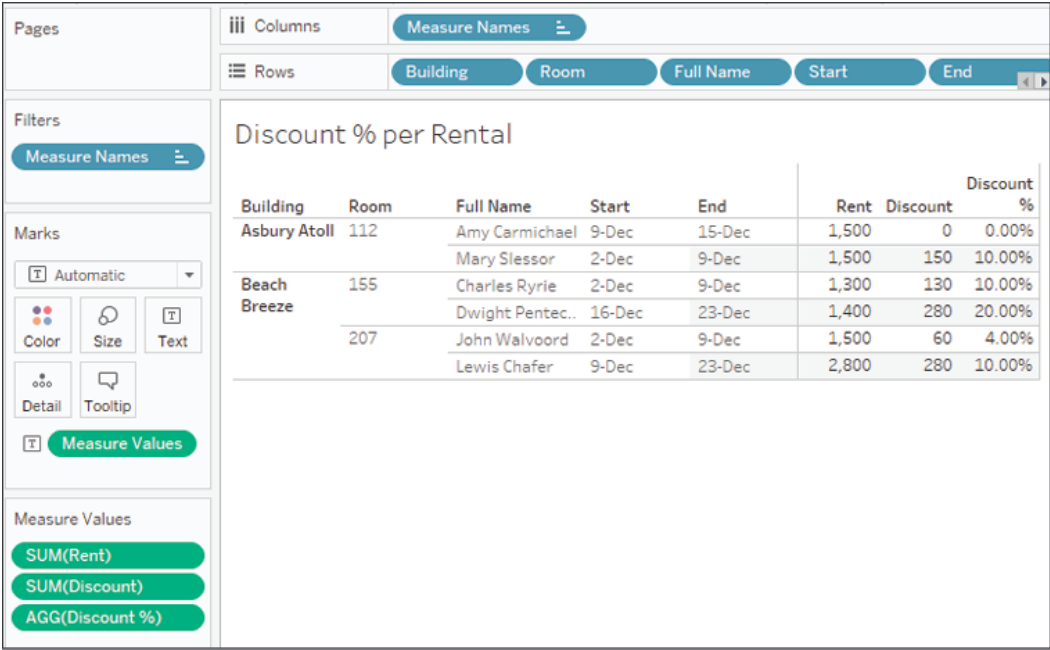 Pages
Columns
Measure Names
Rows
Building Room Full Name Start End
Filters
Measure Names
Marks
T Automatic
Color Size T Text
Detail Tooltip
T Measure Values
Measure Values
SUM(Rent)
SUM(Discount)
AGG(Discount %)
Discount % per Rental
Building Room Full Name Start End Rent Discount Discount %
Asbury Atoll 112 Amy Carmichael 9-Dec 15-Dec 1,500 0 0.00%
Mary Slessor 2-Dec 9-Dec 1,500 150 10.00%
Beach Breeze 155 Charles Ryrie 2-Dec 9-Dec 1,300 130 10.00%
Dwight Pentec.. 16-Dec 23-Dec 1,400 280 20.00%
207 John Walvoord 2-Dec 9-Dec 1,500 60 4.00%
Lewis Chafer 9-Dec 23-Dec 2,800 280 10.00%